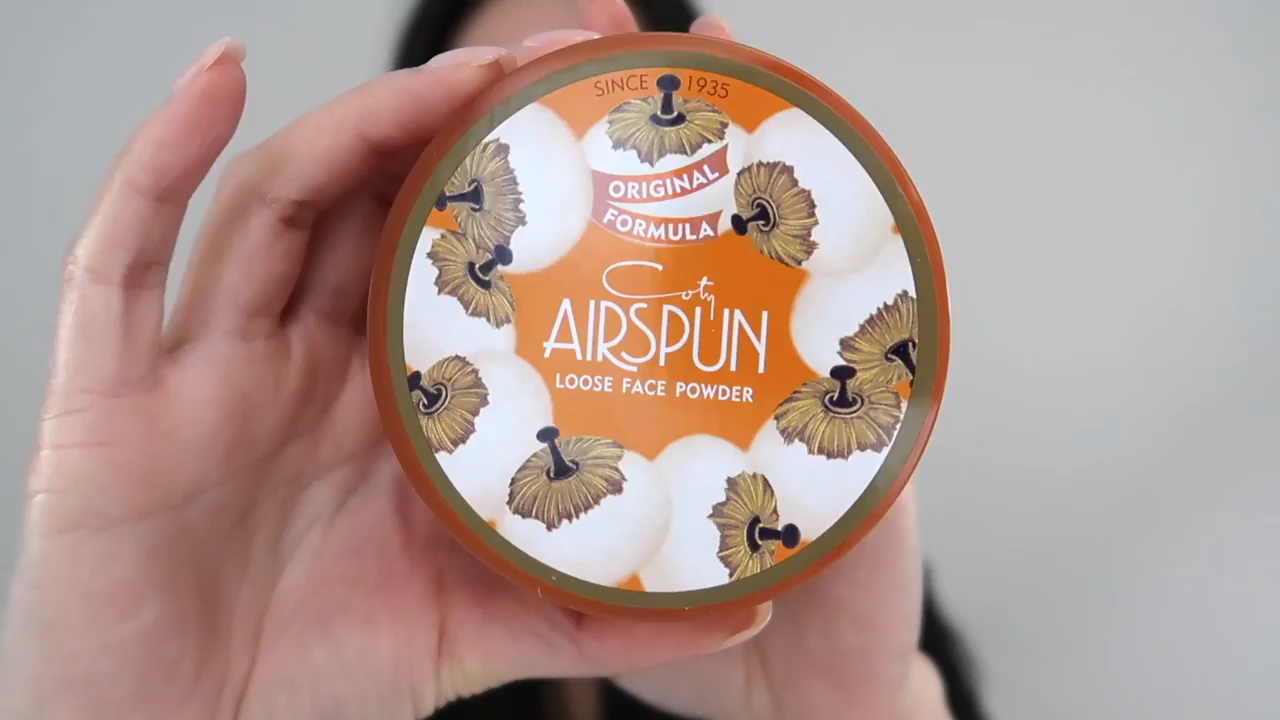 SINCE 1935
ORIGINAL
FORMULA
Coty
AIRSPUN
LOOSE FACE POWDER